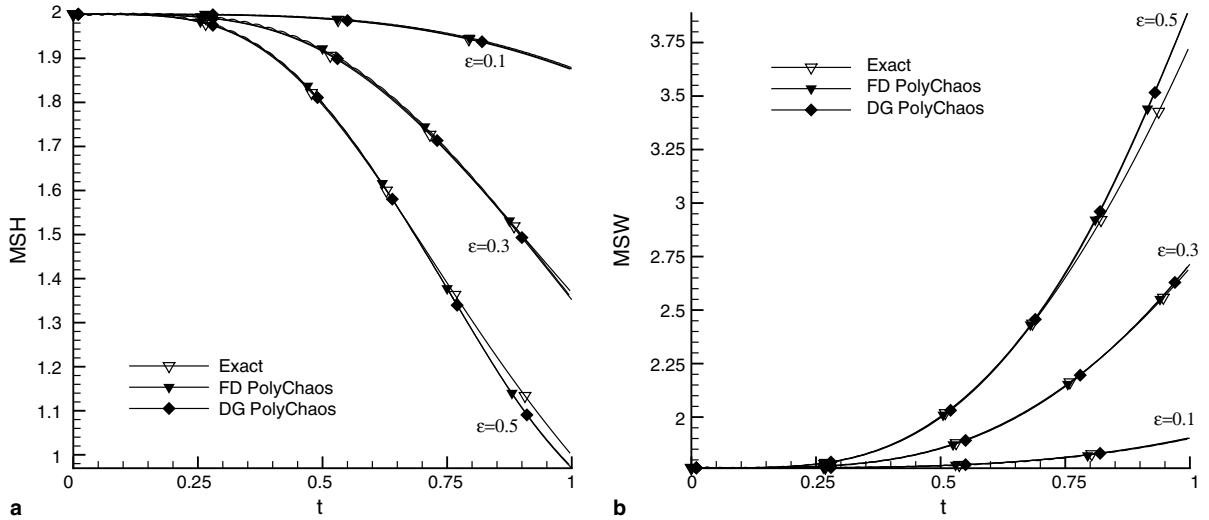 2
1.9
1.8
1.7
1.6
1.5
1.4
1.3
1.2
1.1
1
MSH
ε=0.1
ε=0.3
ε=0.5
Exact
FD PolyChaos
DG PolyChaos
0
0.25
0.5
0.75
1
t
a
3.75
3.5
3.25
3
2.75
2.5
2.25
2
MSW
ε=0.5
ε=0.3
ε=0.1
Exact
FD PolyChaos
DG PolyChaos
0
0.25
0.5
0.75
1
t
b